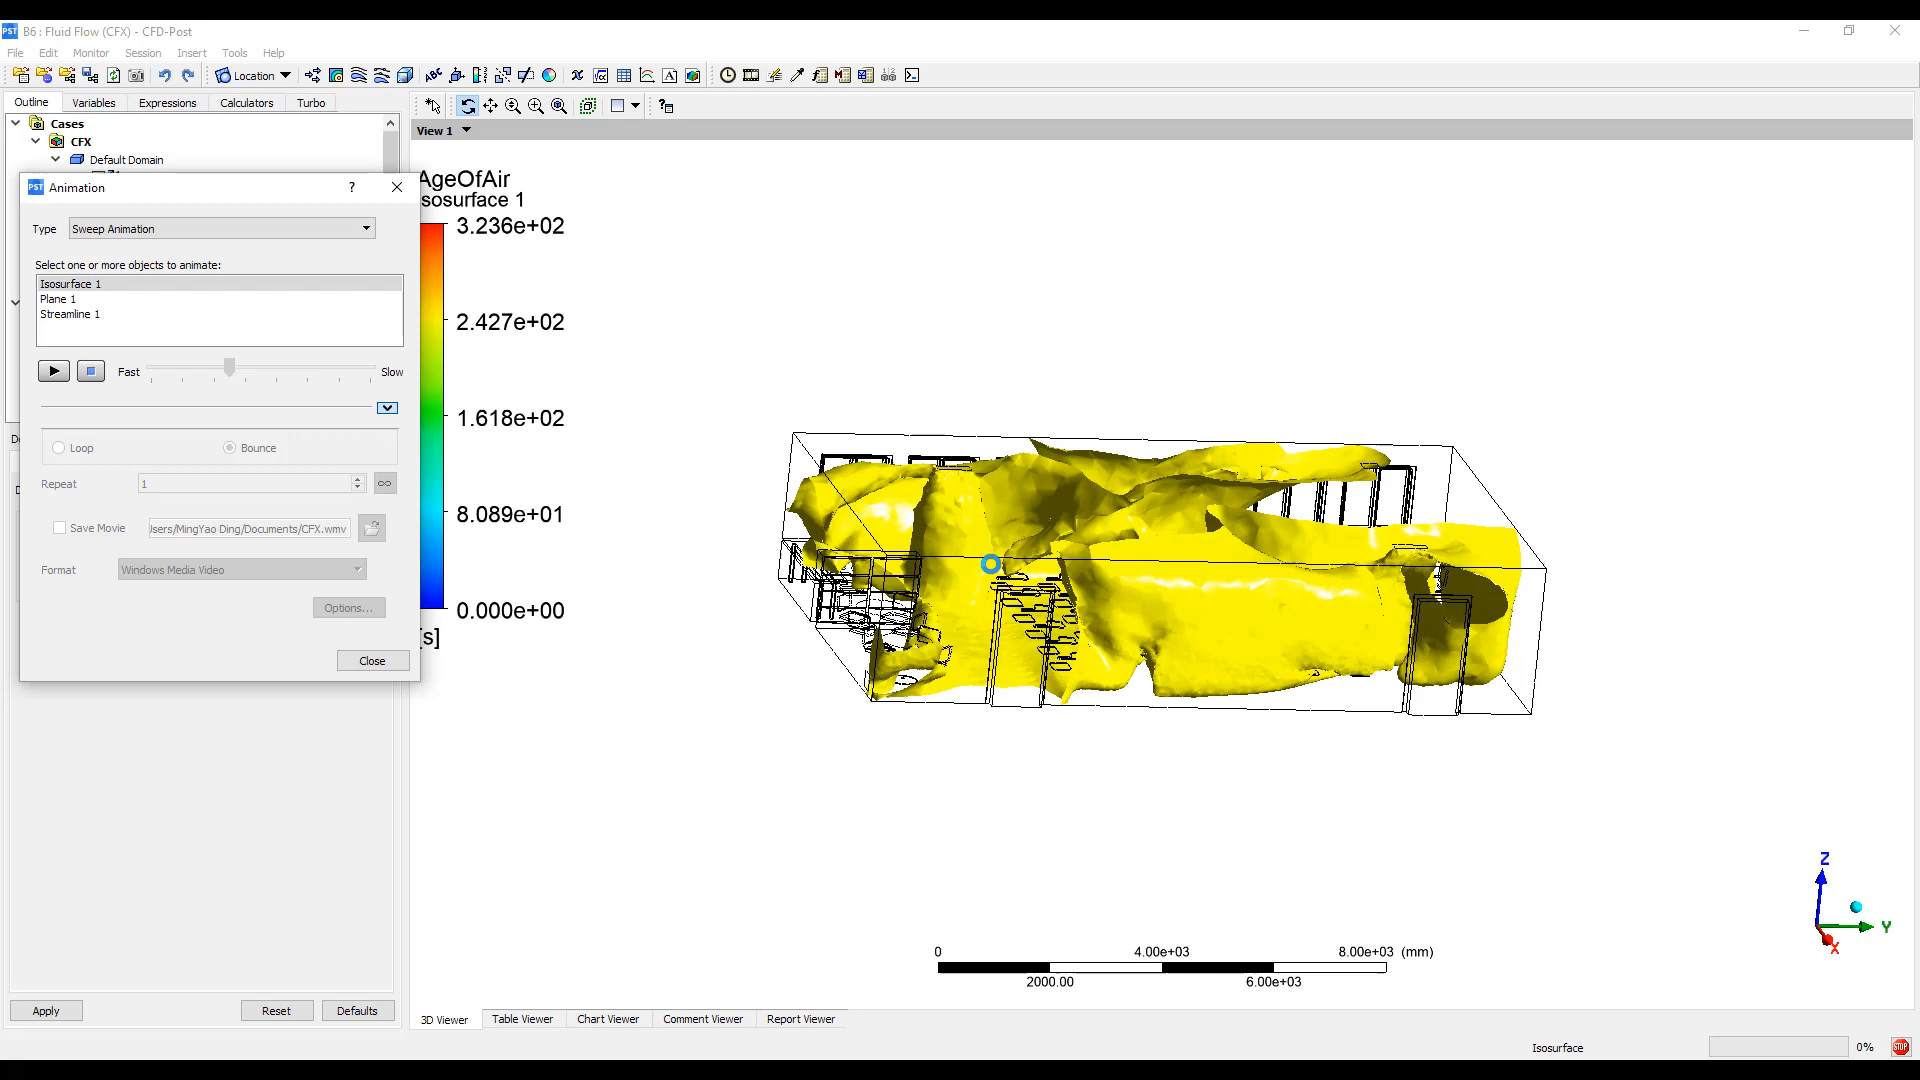 B6 : Fluid Flow (CFX) - CFD-Post
File Edit Monitor Session Insert Tools Help
Location
Outline Variables Expressions Calculators Turbo
Cases
CFX
Default Domain
View 1
Animation
?
Type Sweep Animation
Select one or more objects to animate:
Isosurface 1
Plane 1
Streamline 1
Fast Slow
Loop Bounce
Repeat 1
Save Movie Jsers/MingYao Ding/Documents/CFX.wmv
Format Windows Media Video
Options...
Close
AgeOfAir
sosurface 1
3.236e+02
2.427e+02
1.618e+02
8.089e+01
0.000e+00
[s]
Z
Y
X
0 4.00e+03 8.00e+03 (mm)
2000.00 6.00e+03
Apply Reset Defaults
3D Viewer Table Viewer Chart Viewer Comment Viewer Report Viewer
Isosurface 0% STOP